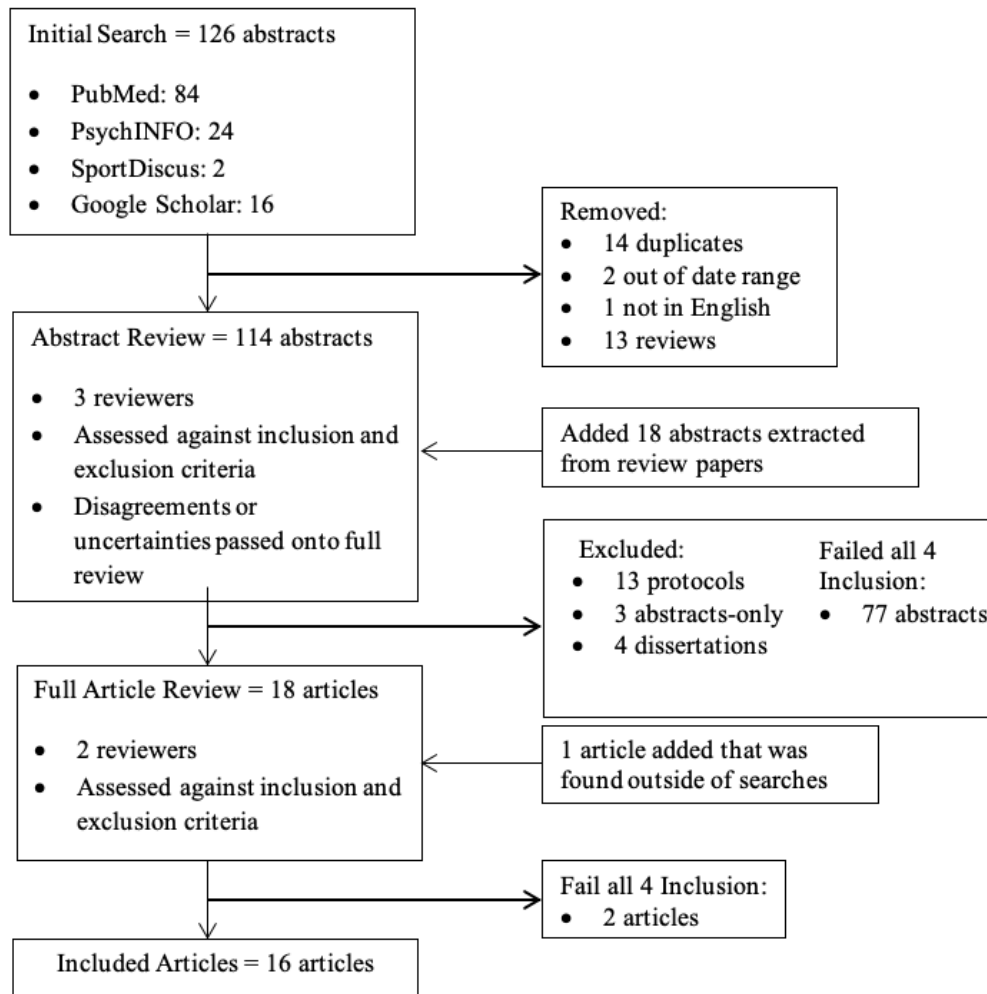 Initial Search = 126 abstracts
• PubMed: 84
• PsychINFO: 24
• SportDiscus: 2
• Google Scholar: 16
Removed:
• 14 duplicates
• 2 out of date range
• 1 not in English
• 13 reviews
Abstract Review = 114 abstracts
• 3 reviewers
• Assessed against inclusion and
exclusion criteria
• Disagreements or
uncertainties passed onto full
review
Added 18 abstracts extracted
from review papers
Excluded:
• 13 protocols
• 3 abstracts-only
• 4 dissertations
Failed all 4
Inclusion:
• 77 abstracts
Full Article Review = 18 articles
• 2 reviewers
• Assessed against inclusion and
exclusion criteria
1 article added that was
found outside of searches
Fail all 4 Inclusion:
• 2 articles
Included Articles = 16 articles